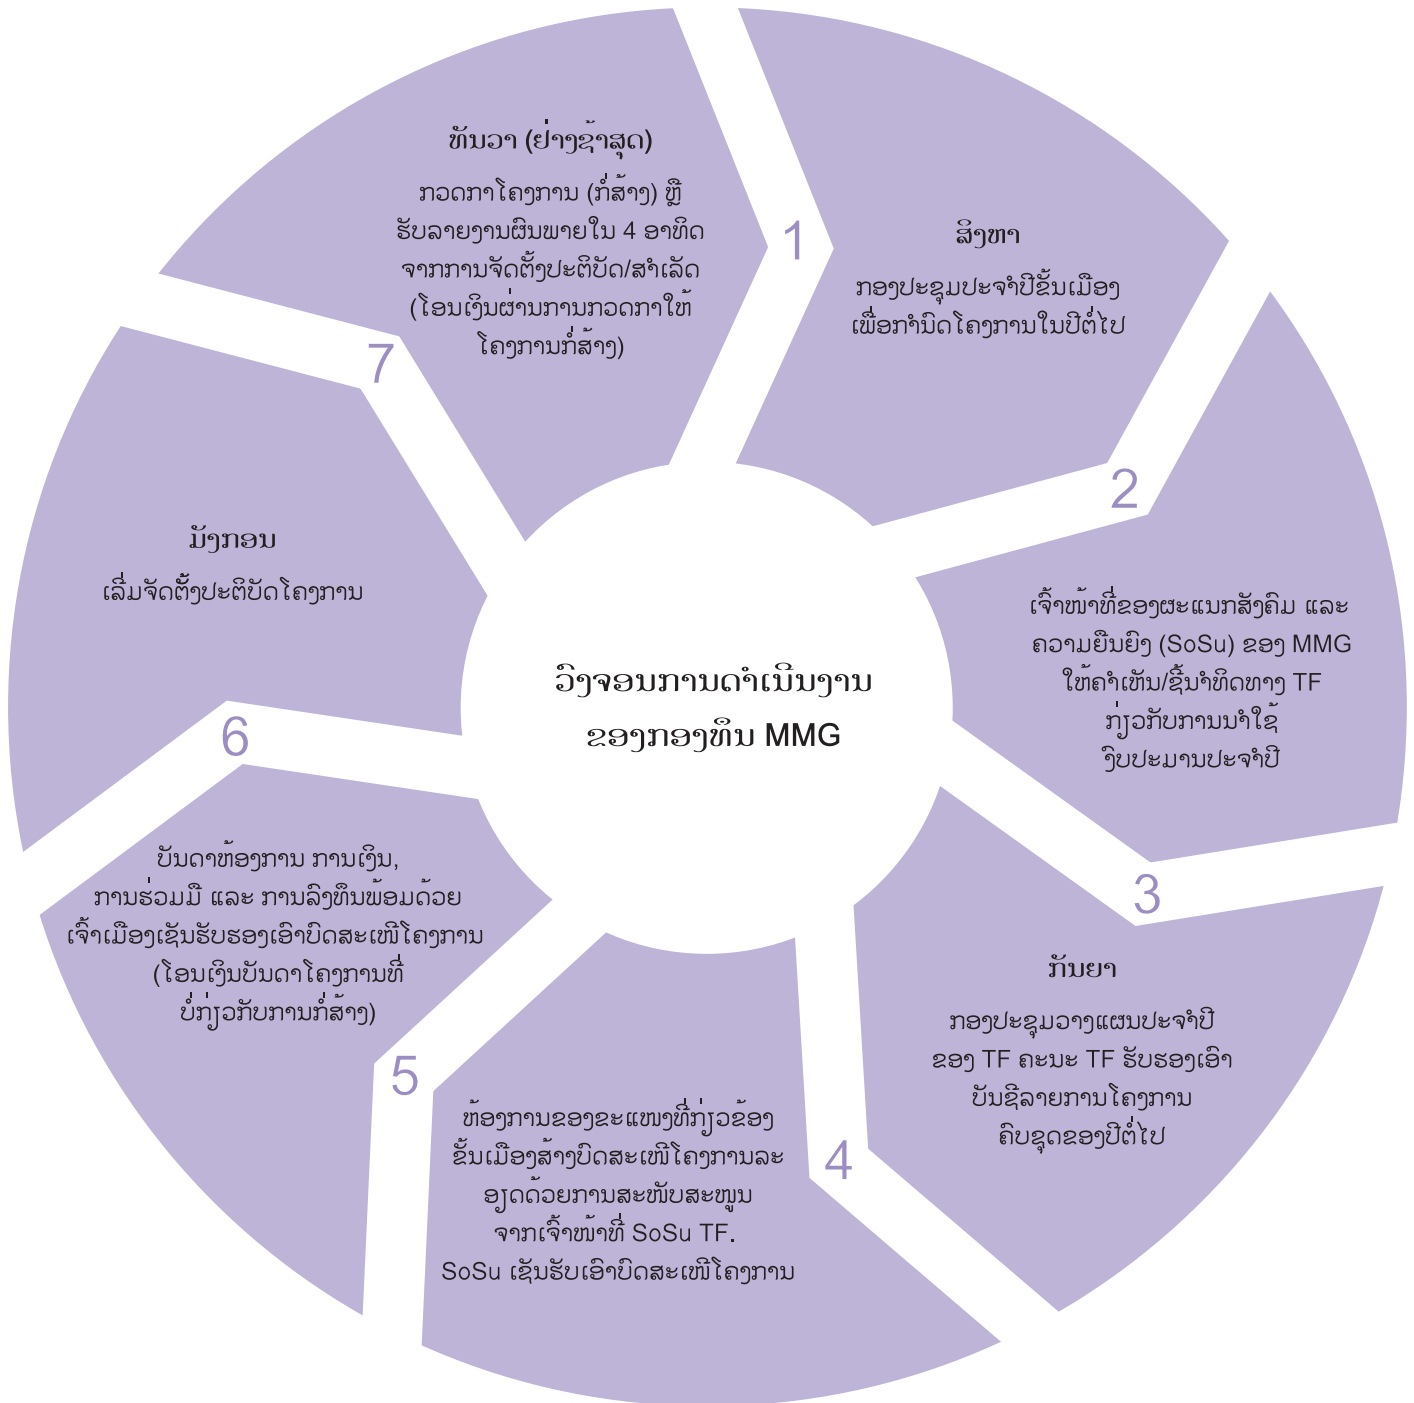 ວົງຈອນການດຳເນີນງານ
ຂອງກອງທຶນ MMG
1
ສິງຫາ
ກອງປະຊຸມປະຈຳປີຂັ້ນເມືອງ
ເພື່ອກຳນົດໂຄງການໃນປີຕໍ່ໄປ
2
ເຈົ້າໜ້າທີ່ຂອງຜະແນກສັງຄົມ ແລະ
ຄວາມຍືນຍົງ (SoSu) ຂອງ MMG
ໃຫ້ຄຳເຫັນ/ຊີ້ນຳທິດທາງ TF
ກ່ຽວກັບການນຳໃຊ້
ງົບປະມານປະຈຳປີ
3
ກັນຍາ
ກອງປະຊຸມວາງແຜນປະຈຳປີ
ຂອງ TF ຄະນະ TF ຮັບຮອງເອົາ
ບັນຊີລາຍການໂຄງການ
ຄົບຊຸດຂອງປີຕໍ່ໄປ
4
ຫ້ອງການຂອງຂະແໜງທີ່ກ່ຽວຂ້ອງ
ຂັ້ນເມືອງສ້າງບົດສະເໜີໂຄງການລະ
ອຽດດ້ວຍການສະໜັບສະໜູນ
ຈາກເຈົ້າໜ້າທີ່ SoSu TF.
SoSu ເຊັນຮັບເອົາບົດສະເໜີໂຄງການ
5
ບັນດາຫ້ອງການ ການເງິນ,
ການຮ່ວມມື ແລະ ການລົງທຶນພ້ອມດ້ວຍ
ເຈົ້າເມືອງເຊັນຮັບຮອງເອົາບົດສະເໜີໂຄງການ
(ໂອນເງິນບັນດາໂຄງການທີ່
ບໍ່ກ່ຽວກັບການກໍ່ສ້າງ)
6
ມັງກອນ
ເລີ່ມຈັດຕັ້ງປະຕິບັດໂຄງການ
7
ທັນວາ (ຢ່າງຊ້າສຸດ)
ກວດກາໂຄງການ (ກໍ່ສ້າງ) ຫຼື
ຮັບລາຍງານຜົນພາຍໃນ 4 ອາທິດ
ຈາກການຈັດຕັ້ງປະຕິບັດ/ສຳເລັດ
(ໂອນເງິນຜ່ານການກວດກາໃຫ້
ໂຄງການກໍ່ສ້າງ)